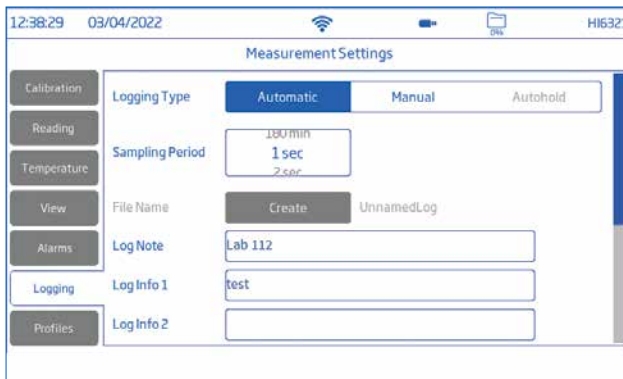 12:38:29 03/04/2022 0% HI632
Measurement Settings
Calibration
Reading
Temperature
View
Alarms
Logging
Profiles
Logging Type Automatic Manual Autohold
180 min
Sampling Period 1 sec
2 sec
File Name Create UnnamedLog
Log Note Lab 112
Log Info 1 test
Log Info 2